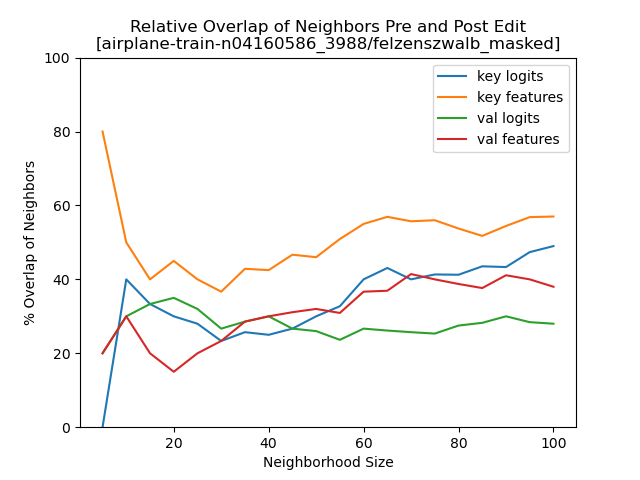 Relative Overlap of Neighbors Pre and Post Edit
[airplane-train-n04160586_3988/felzenszwalb_masked]
100
80
60
40
20
0
% Overlap of Neighbors
key logits
key features
val logits
val features
20
40
60
80
100
Neighborhood Size